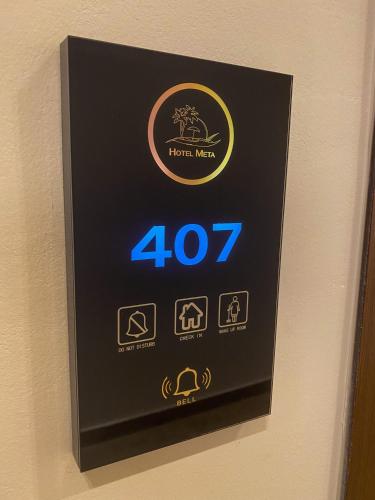 HOTEL META
407
DO NOT DISTURB
CHECK IN
MAKE UP ROOM
BELL